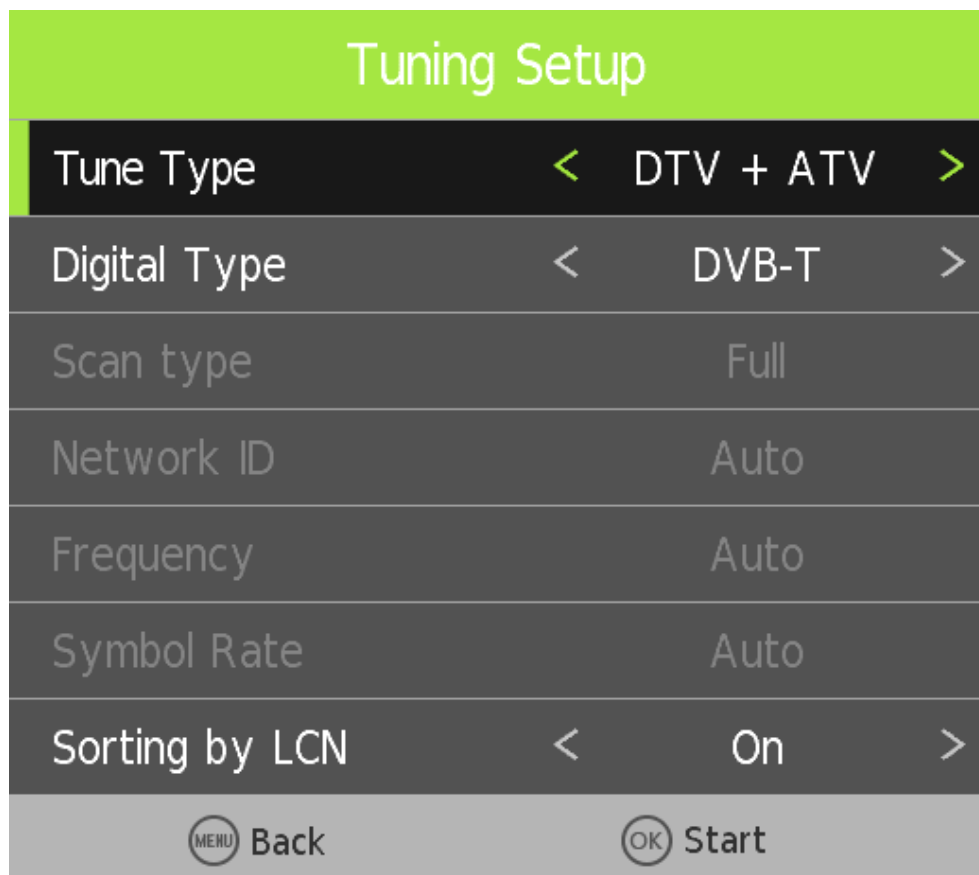 Tuning Setup
Tune Type < DTV + ATV >
Digital Type < DVB-T >
Scan type Full
Network ID Auto
Frequency Auto
Symbol Rate Auto
Sorting by LCN < On >
MENU Back OK Start